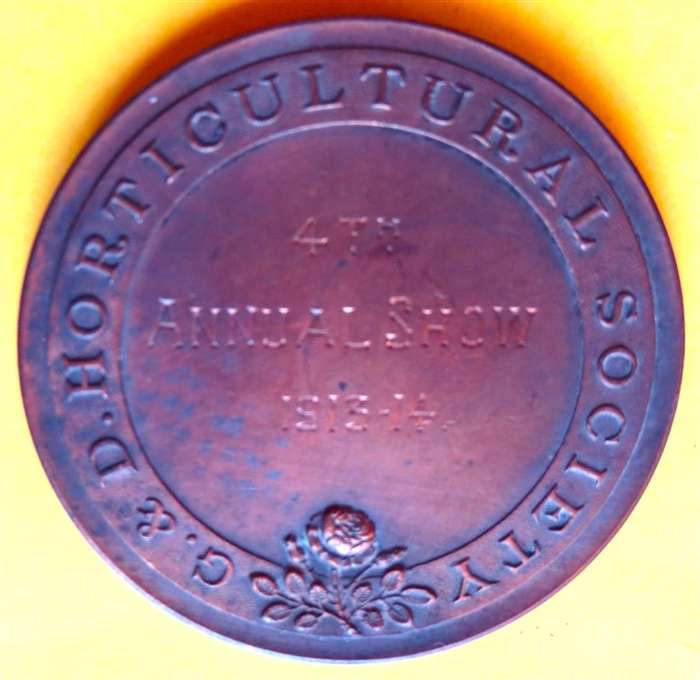 G. & D. HORTICULTURAL SOCIETY
4TH
ANNUAL SHOW
1913-14.